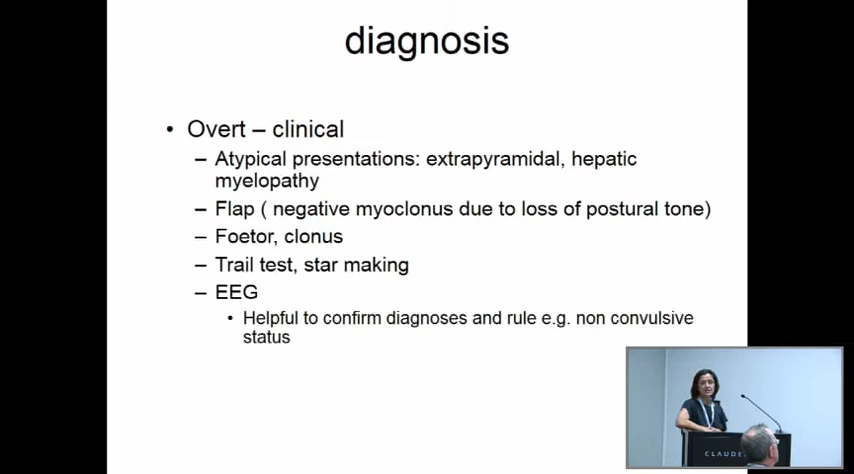 diagnosis
• Overt – clinical
– Atypical presentations: extrapyramidal, hepatic
myelopathy
– Flap ( negative myoclonus due to loss of postural tone)
– Foetor, clonus
– Trail test, star making
– EEG
• Helpful to confirm diagnoses and rule e.g. non convulsive
status
CLAUDE